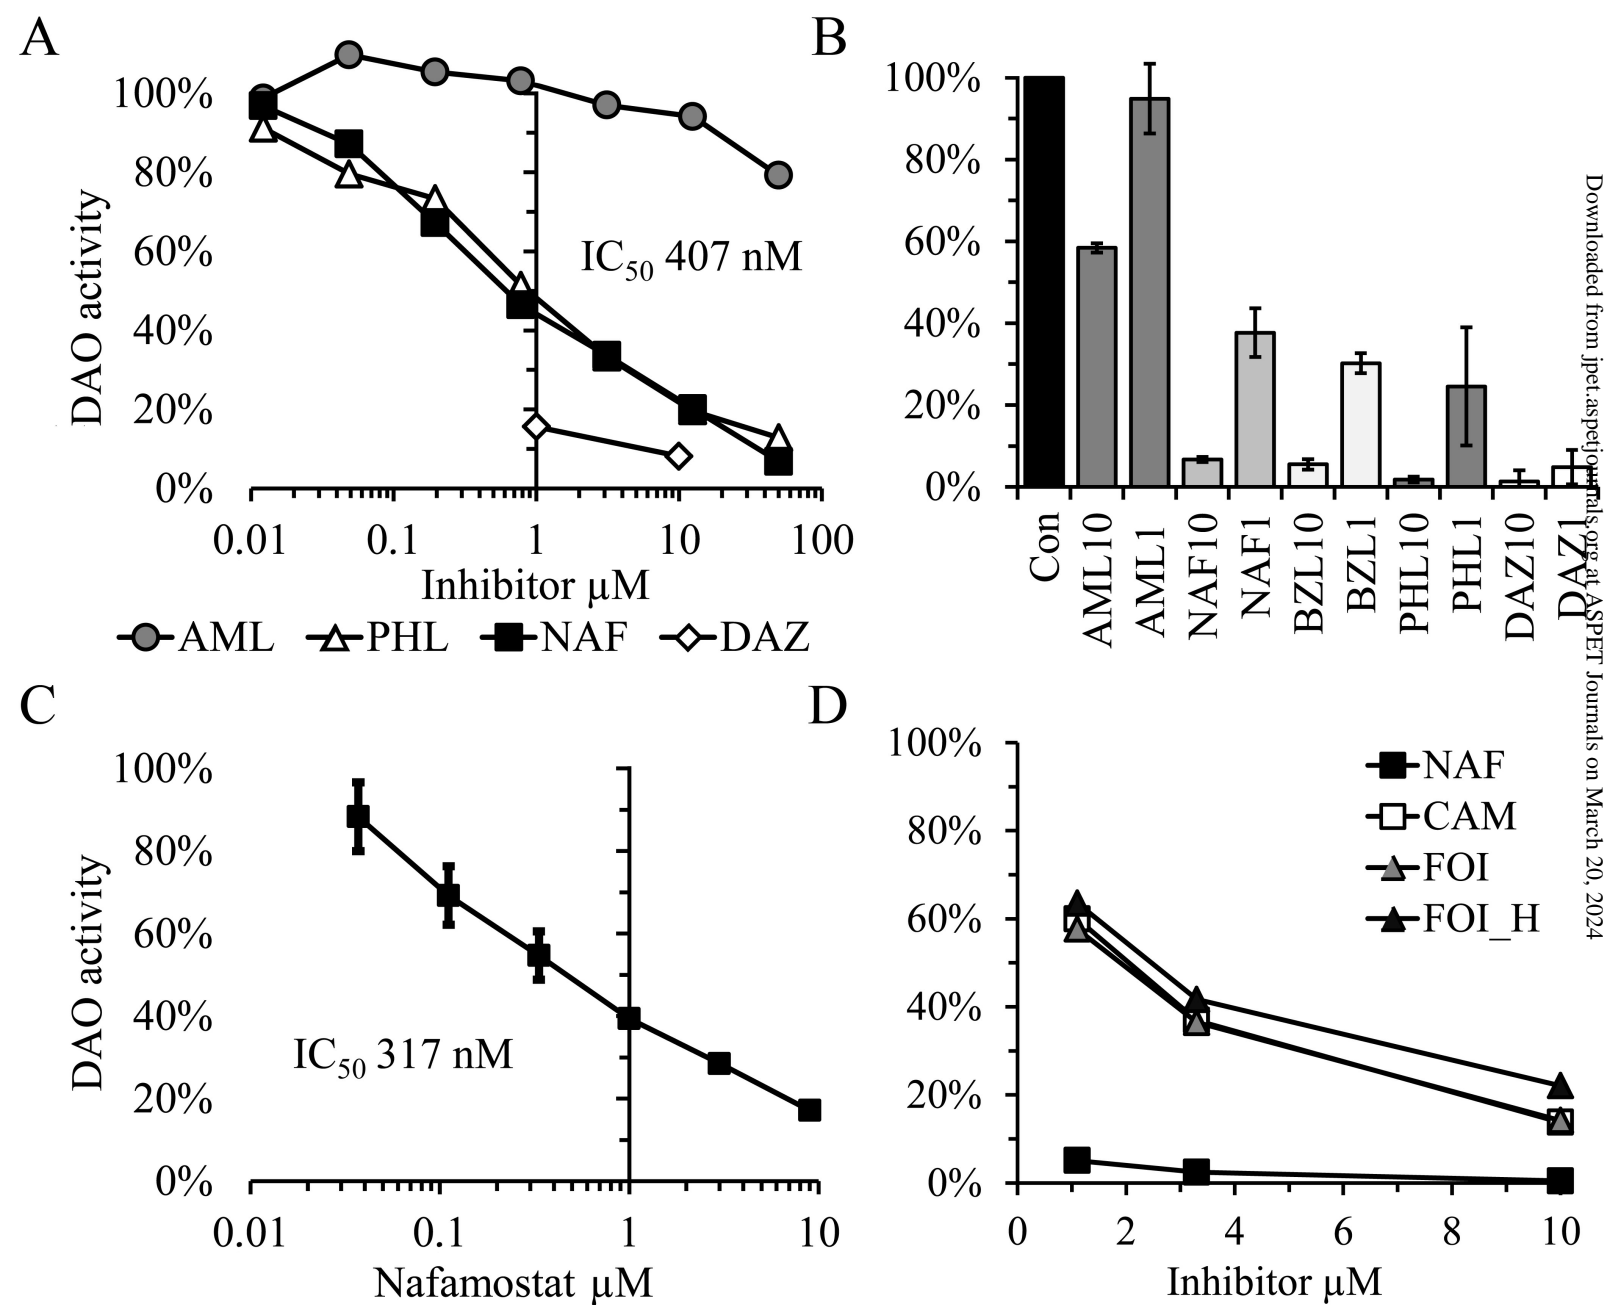 A
100%
80%
60%
40%
20%
0%
DAO activity
IC50 407 nM
0.01 0.1 1 10 100
Inhibitor µM
AML PHL NAF DAZ
B
100%
80%
60%
40%
20%
0%
Con
AML10
AML1
NAF10
NAF1
BZL10
BZL1
PHL10
PHL1
DAZ10
DAZ1
C
100%
80%
60%
40%
20%
0%
DAO activity
IC50 317 nM
0.01 0.1 1 10
Nafamostat µM
D
100%
80%
60%
40%
20%
0%
NAF
CAM
FOI
FOI_H
0 2 4 6 8 10
Inhibitor µM
Downloaded from jpet.aspetjournals.org at ASPET Journals on March 20, 2024